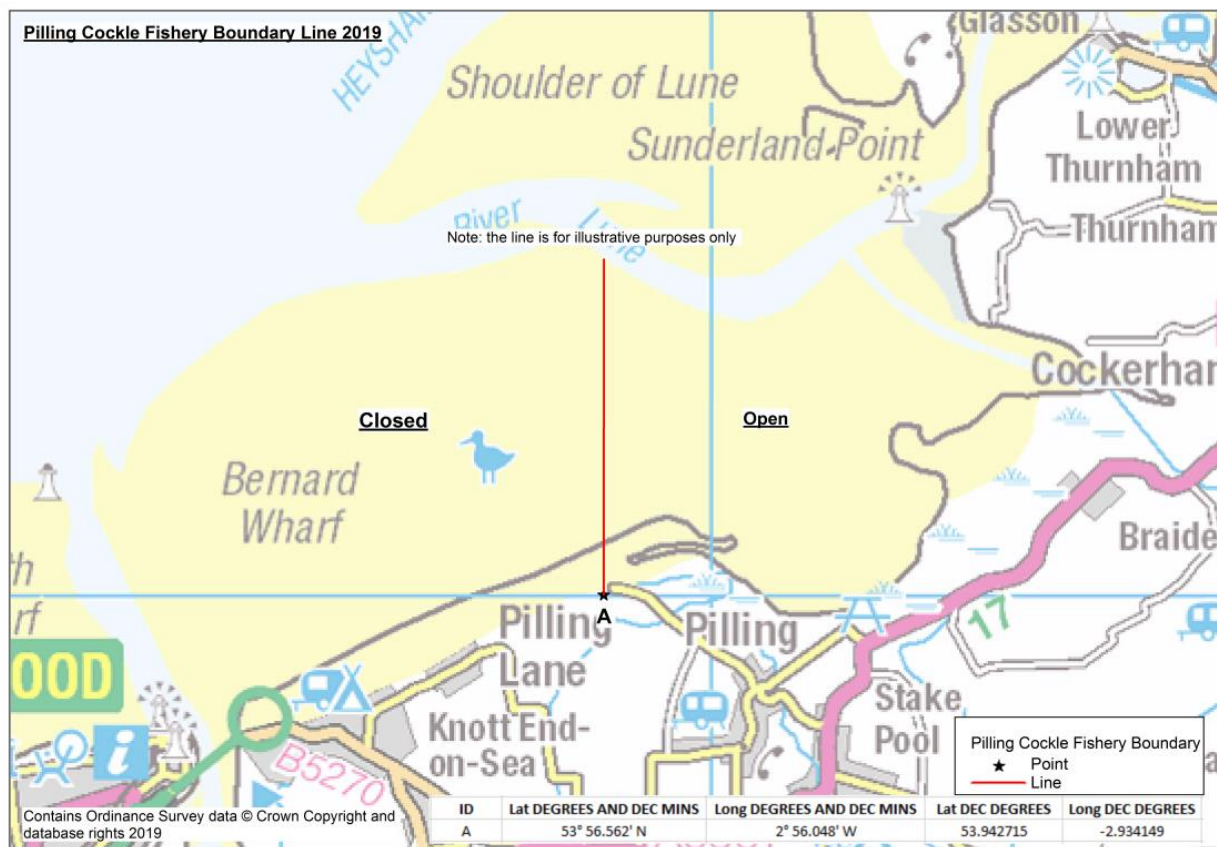 Pilling Cockle Fishery Boundary Line 2019
HEYSHAM
Glasson
Shoulder of Lune
Sunderland Point
Lower
Thurnham
Thurnham
River
Lune
Note: the line is for illustrative purposes only
Cockerhar
Closed
Open
Bernard
Wharf
Braide
th
rf
A
Pilling
Lane
Pilling
17
OOD
Stake
Pool
Knott End-
on-Sea
B5270
i
Pilling Cockle Fishery Boundary
Point
Line
Contains Ordinance Survey data © Crown Copyright and
database rights 2019
ID Lat DEGREES AND DEC MINS Long DEGREES AND DEC MINS Lat DEC DEGREES Long DEC DEGREES
A 53° 56.562' N 2° 56.048' W 53.942715 -2.934149